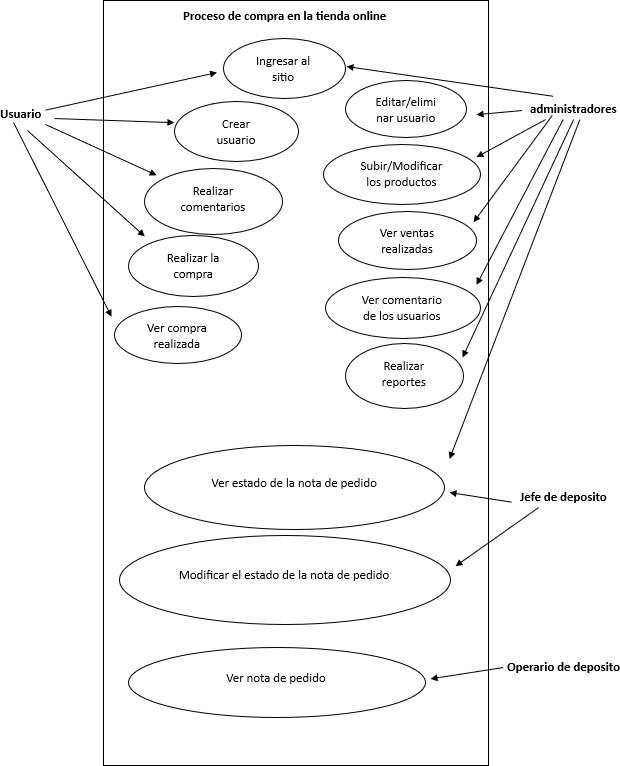 Proceso de compra en la tienda online
Ingresar al
sitio
Usuario
administradores
Editar/elimi
nar usuario
Crear
usuario
Subir/Modificar
los productos
Realizar
comentarios
Ver ventas
realizadas
Realizar la
compra
Ver comentario
de los usuarios
Ver compra
realizada
Realizar
reportes
Ver estado de la nota de pedido
Jefe de deposito
Modificar el estado de la nota de pedido
Operario de deposito
Ver nota de pedido